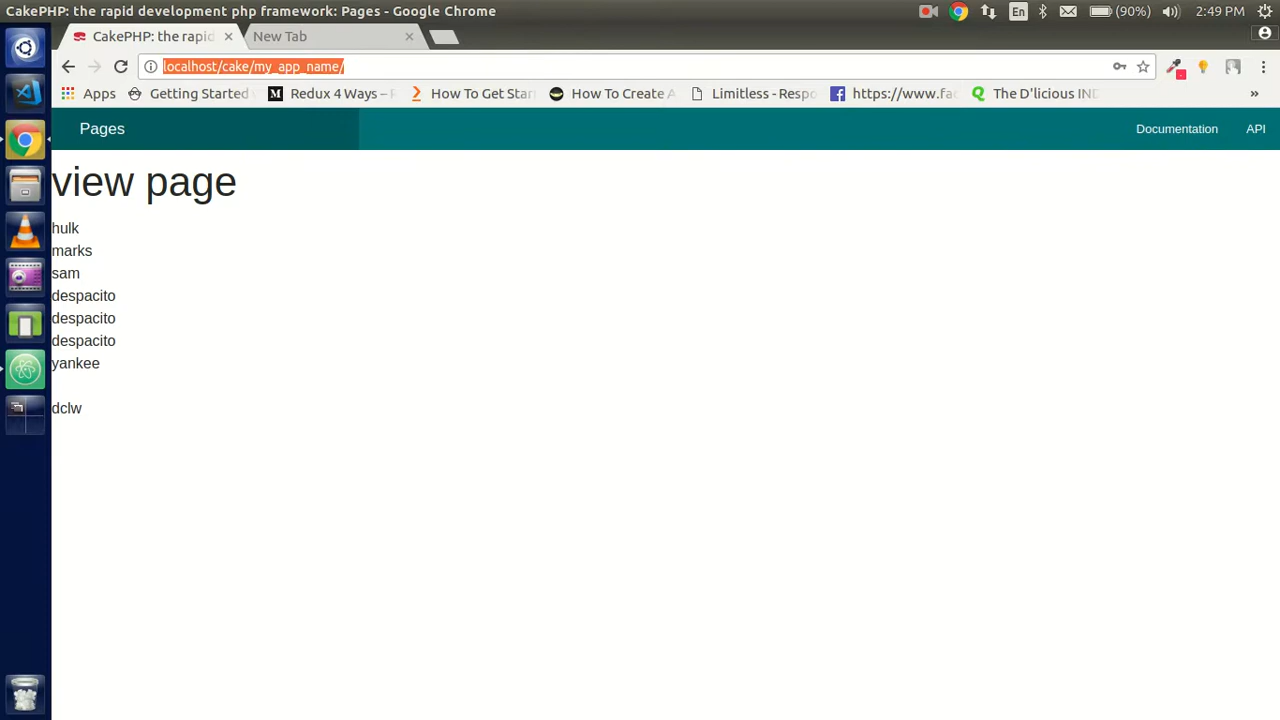 CakePHP: the rapid development php framework: Pages - Google Chrome
En
(90%)
2:49 PM
CakePHP: the rapid
New Tab
localhost/cake/my_app_name/
Apps
Getting Started
Redux 4 Ways –
How To Get Star
How To Create A
Limitless - Respo
https://www.fac
The D'licious IND
»
Pages
Documentation
API
view page
hulk
marks
sam
despacito
despacito
despacito
yankee
dclw